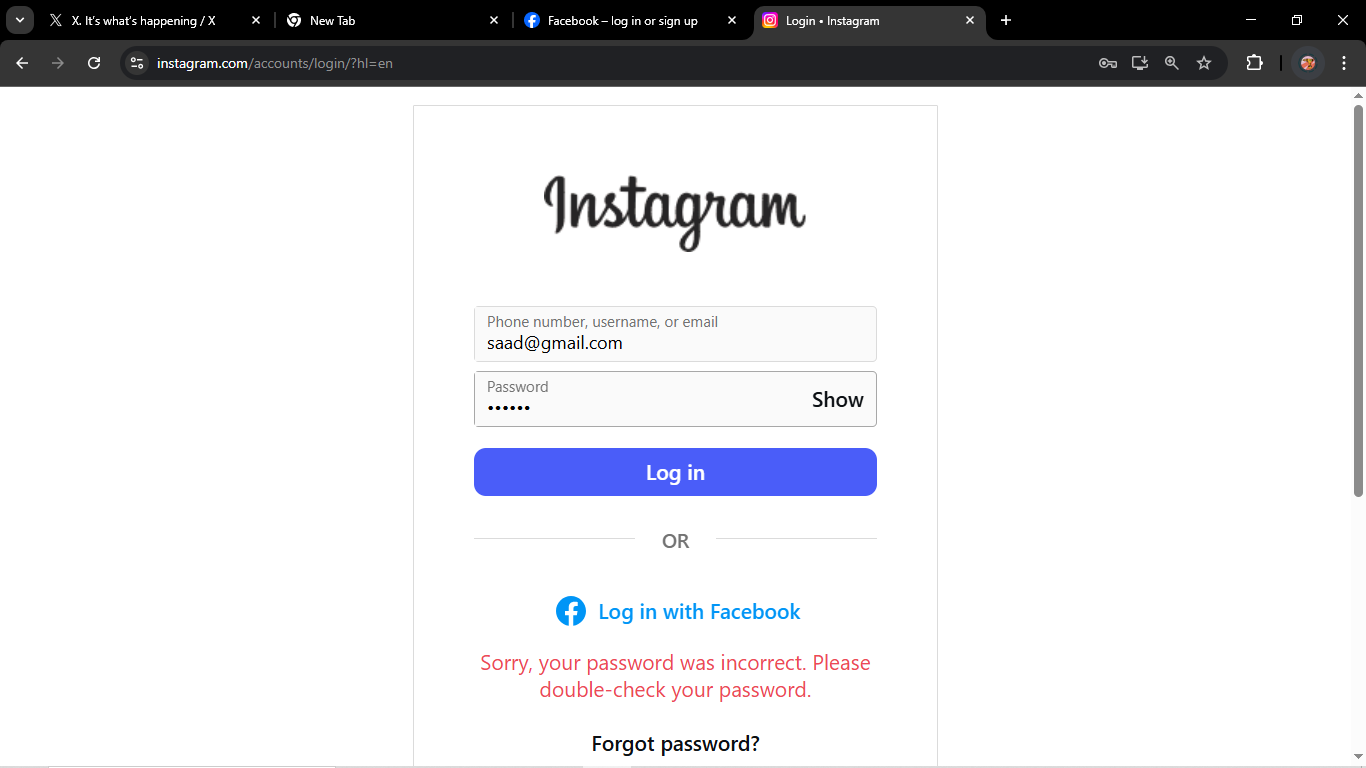 X. It's what's happening / X
New Tab
Facebook – log in or sign up
Login • Instagram
instagram.com/accounts/login/?hl=en
Instagram
Phone number, username, or email
saad@gmail.com
Password
••••••
Show
Log in
OR
Log in with Facebook
Sorry, your password was incorrect. Please
double-check your password.
Forgot password?